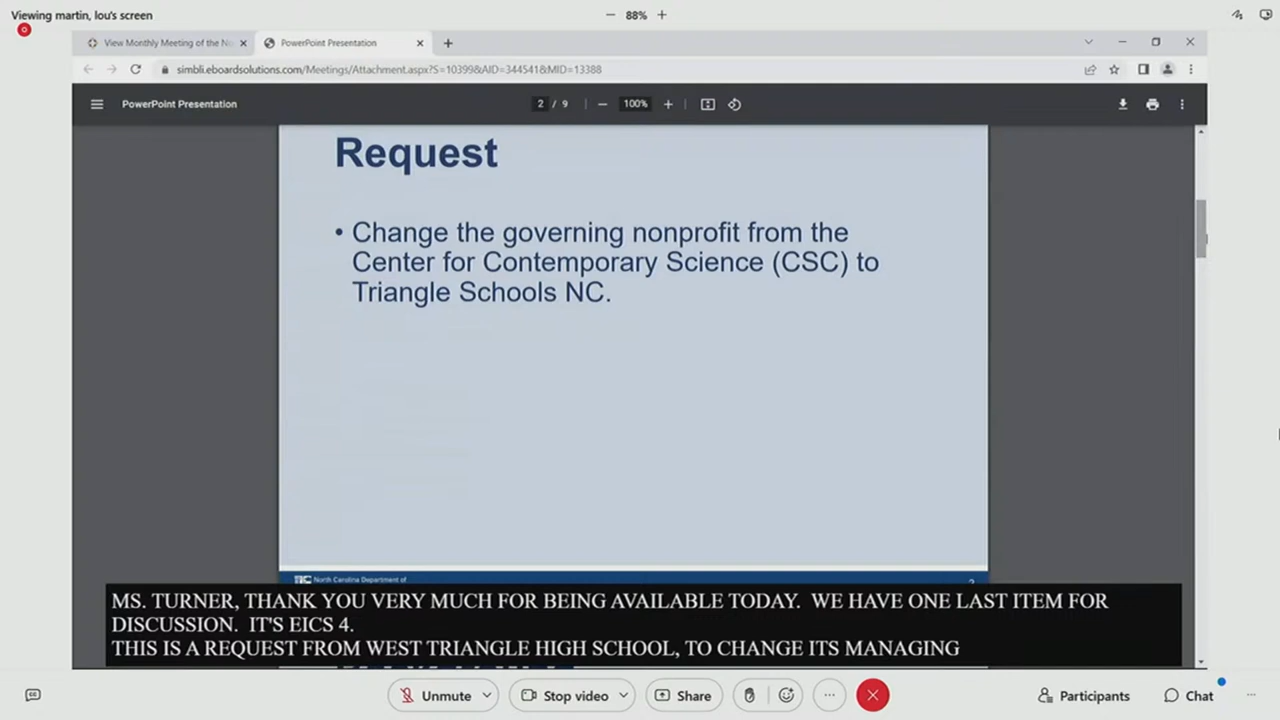 Viewing martin, lou's screen
88%
View Monthly Meeting of the No
PowerPoint Presentation
simbli.eboardsolutions.com/Meetings/Attachment.aspx?S=10399&AID=344541&MID=13388
PowerPoint Presentation
2 / 9
100%
Request
• Change the governing nonprofit from the
Center for Contemporary Science (CSC) to
Triangle Schools NC.
North Carolina Department of
2
MS. TURNER, THANK YOU VERY MUCH FOR BEING AVAILABLE TODAY. WE HAVE ONE LAST ITEM FOR
DISCUSSION. IT'S EICS 4.
THIS IS A REQUEST FROM WEST TRIANGLE HIGH SCHOOL, TO CHANGE ITS MANAGING
Unmute
Stop video
Share
Participants
Chat